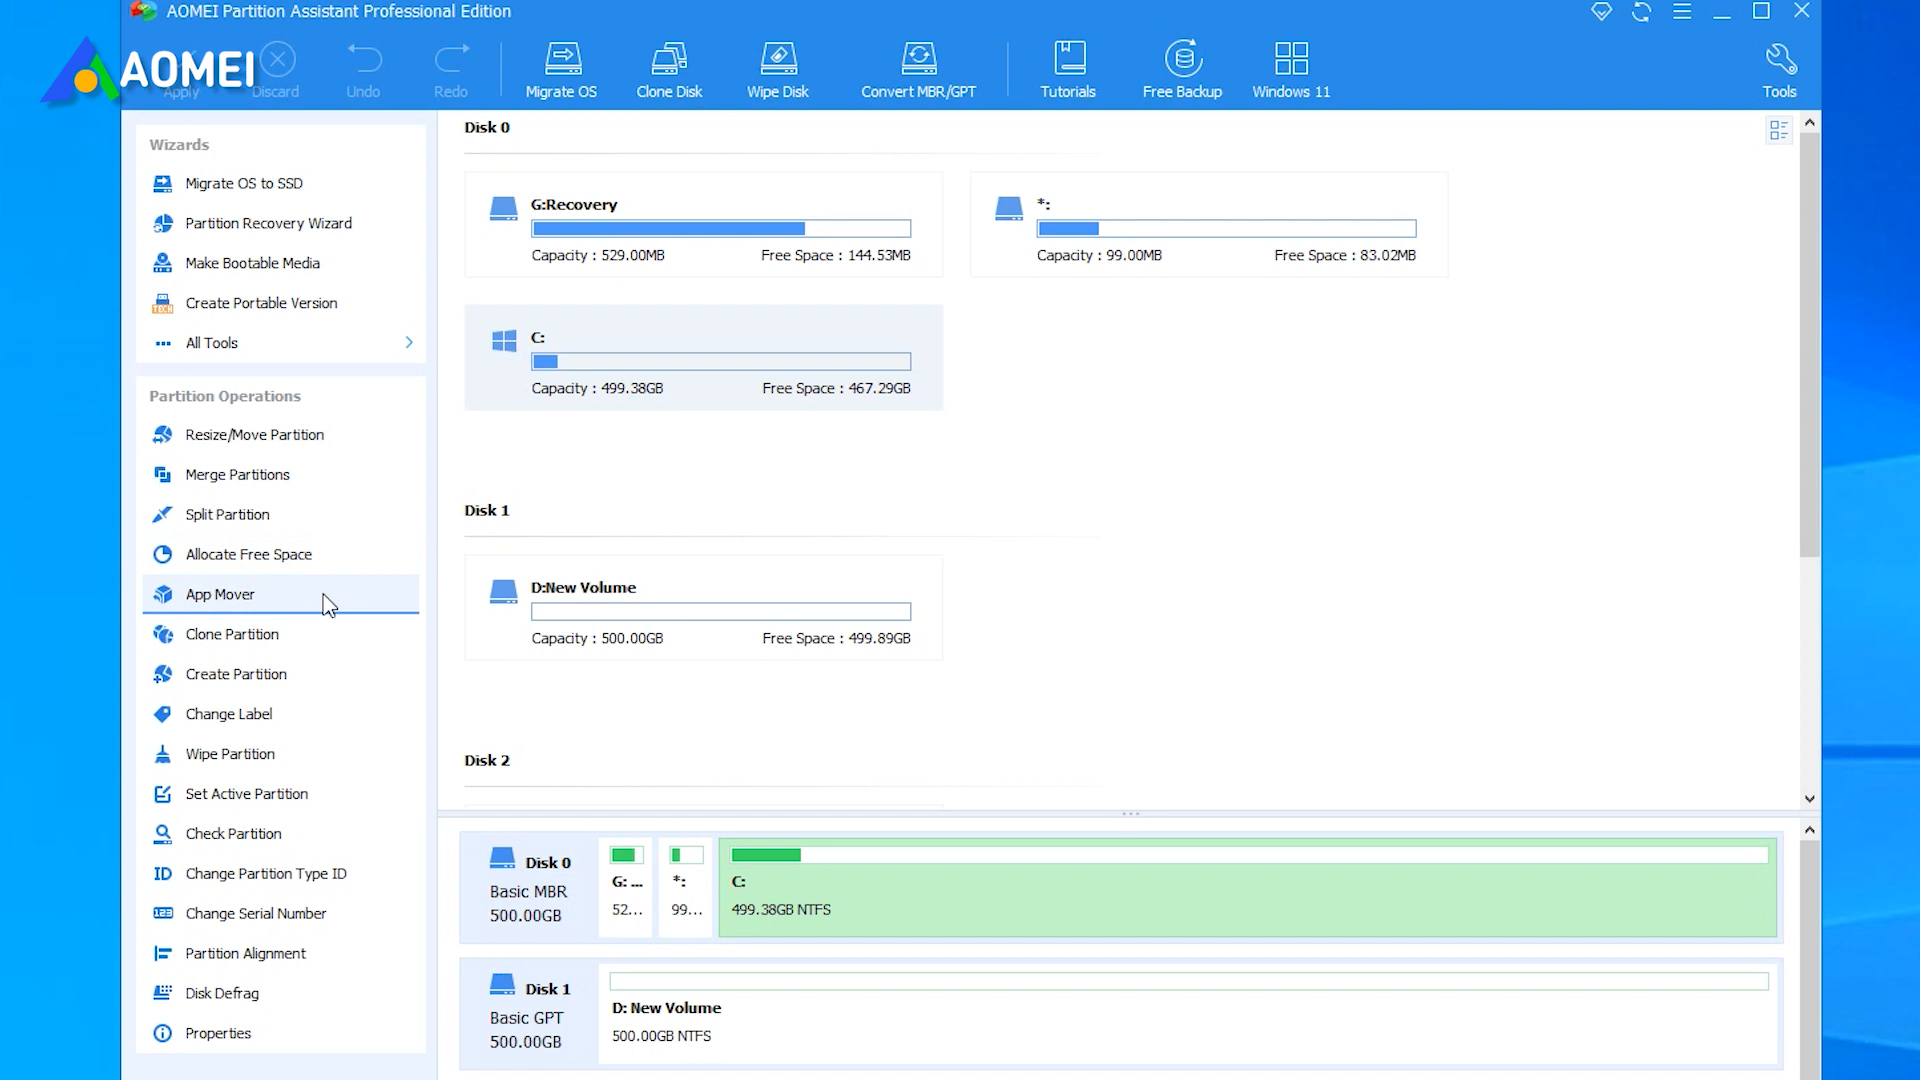 AOMEI Partition Assistant Professional Edition
AOMEI
Apply
Discard
Undo
Redo
Migrate OS
Clone Disk
Wipe Disk
Convert MBR/GPT
Tutorials
Free Backup
Windows 11
Tools
Wizards
Migrate OS to SSD
Partition Recovery Wizard
Make Bootable Media
TECH
Create Portable Version
All Tools
Partition Operations
Resize/Move Partition
Merge Partitions
Split Partition
Allocate Free Space
App Mover
Clone Partition
Create Partition
Change Label
Wipe Partition
Set Active Partition
Check Partition
ID Change Partition Type ID
123 Change Serial Number
Partition Alignment
Disk Defrag
Properties
Disk 0
G:Recovery
Capacity : 529.00MB Free Space : 144.53MB
*:
Capacity : 99.00MB Free Space : 83.02MB
C:
Capacity : 499.38GB Free Space : 467.29GB
Disk 1
D:New Volume
Capacity : 500.00GB Free Space : 499.89GB
Disk 2
Disk 0
Basic MBR
500.00GB
G: ...
52...
*:
99...
C:
499.38GB NTFS
Disk 1
Basic GPT
500.00GB
D: New Volume
500.00GB NTFS